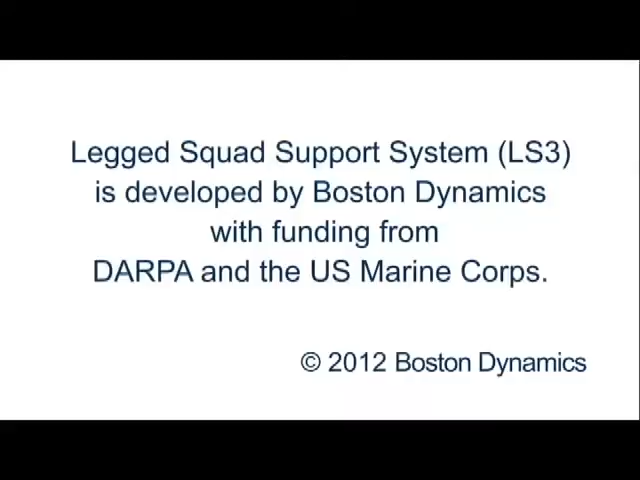 Legged Squad Support System (LS3)
is developed by Boston Dynamics
with funding from
DARPA and the US Marine Corps.
© 2012 Boston Dynamics